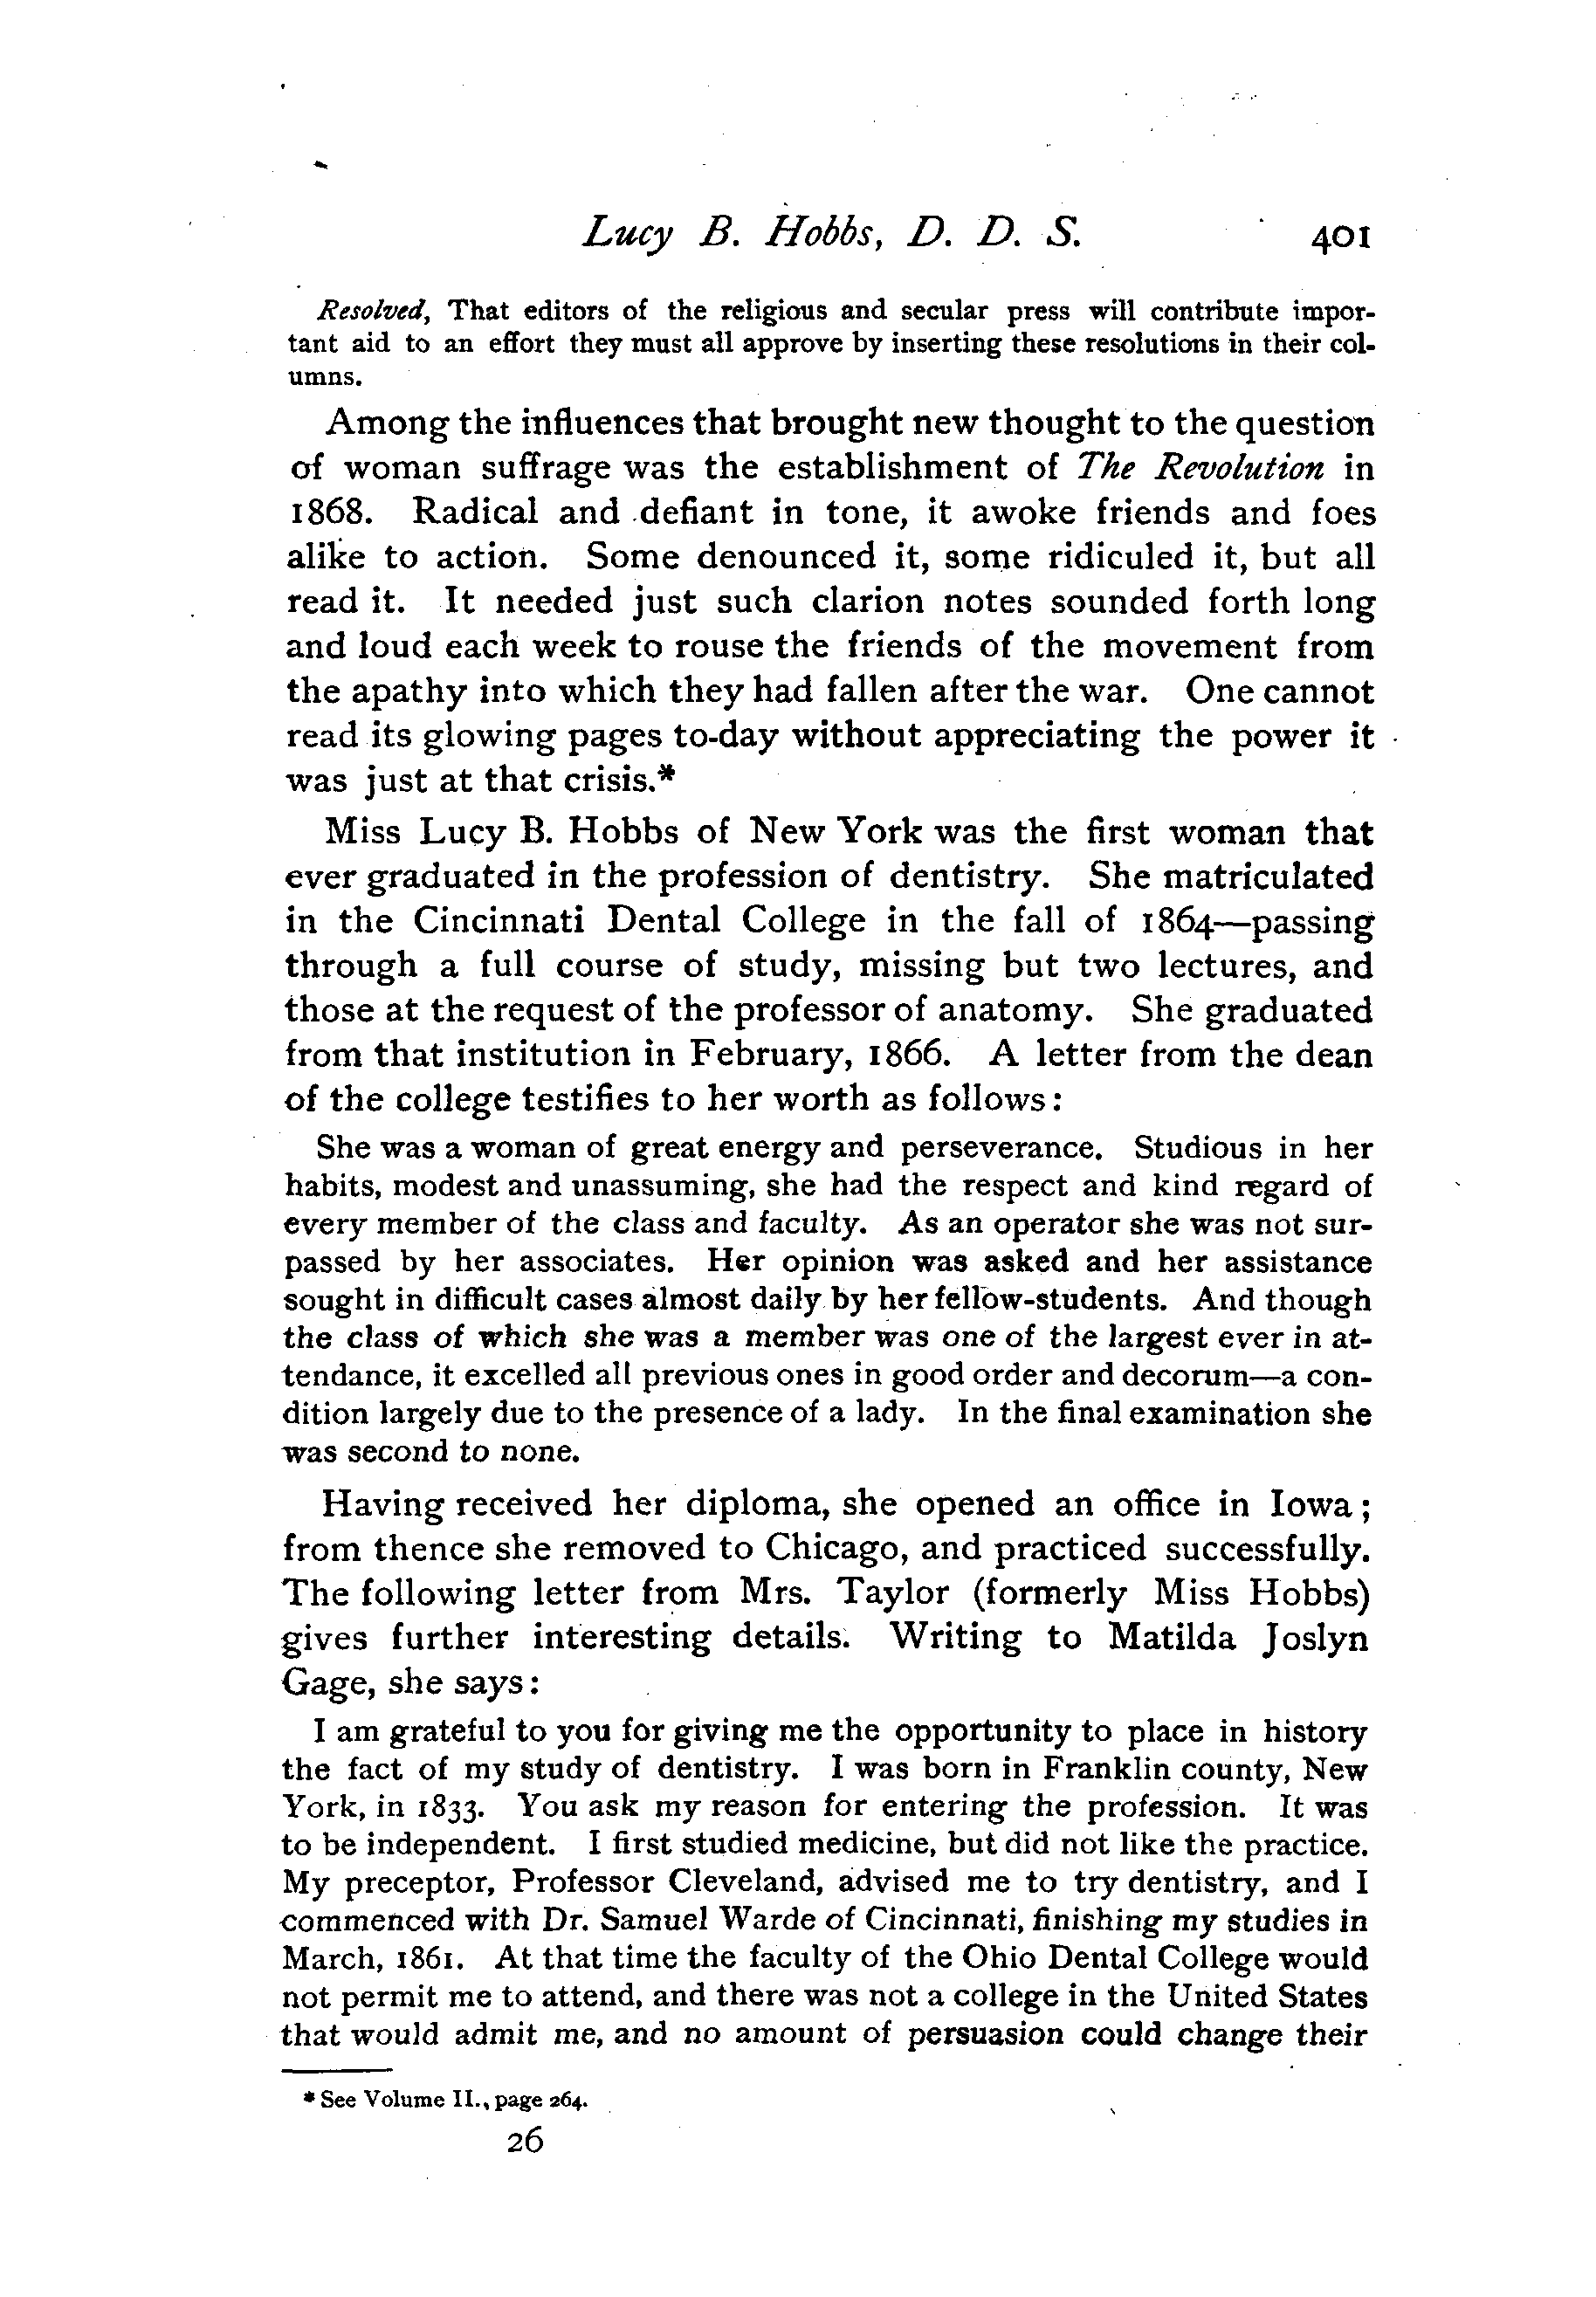 Lucy B. Hobbs, D. D. S. 401
Resolved, That editors of the religious and secular press will contribute impor-
tant aid to an effort they must all approve by inserting these resolutions in their col-
umns.
Among the influences that brought new thought to the question
of woman suffrage was the establishment of The Revolution in
1868. Radical and defiant in tone, it awoke friends and foes
alike to action. Some denounced it, some ridiculed it, but all
read it. It needed just such clarion notes sounded forth long
and loud each week to rouse the friends of the movement from
the apathy into which they had fallen after the war. One cannot
read its glowing pages to-day without appreciating the power it
was just at that crisis.*
Miss Lucy B. Hobbs of New York was the first woman that
ever graduated in the profession of dentistry. She matriculated
in the Cincinnati Dental College in the fall of 1864—passing
through a full course of study, missing but two lectures, and
those at the request of the professor of anatomy. She graduated
from that institution in February, 1866. A letter from the dean
of the college testifies to her worth as follows:
She was a woman of great energy and perseverance. Studious in her
habits, modest and unassuming, she had the respect and kind regard of
every member of the class and faculty. As an operator she was not sur-
passed by her associates. Her opinion was asked and her assistance
sought in difficult cases almost daily by her fellow-students. And though
the class of which she was a member was one of the largest ever in at-
tendance, it excelled all previous ones in good order and decorum—a con-
dition largely due to the presence of a lady. In the final examination she
was second to none.
Having received her diploma, she opened an office in Iowa;
from thence she removed to Chicago, and practiced successfully.
The following letter from Mrs. Taylor (formerly Miss Hobbs)
gives further interesting details. Writing to Matilda Joslyn
Gage, she says:
I am grateful to you for giving me the opportunity to place in history
the fact of my study of dentistry. I was born in Franklin county, New
York, in 1833. You ask my reason for entering the profession. It was
to be independent. I first studied medicine, but did not like the practice.
My preceptor, Professor Cleveland, advised me to try dentistry, and I
commenced with Dr. Samuel Warde of Cincinnati, finishing my studies in
March, 1861. At that time the faculty of the Ohio Dental College would
not permit me to attend, and there was not a college in the United States
that would admit me, and no amount of persuasion could change their
* See Volume II., page 264.
26